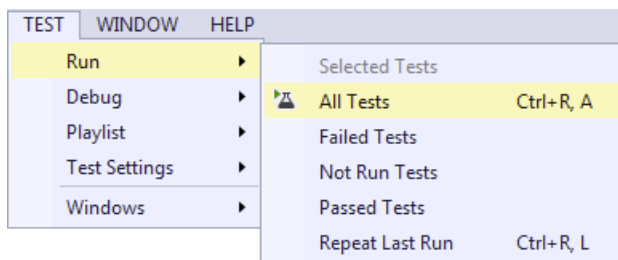 TEST WINDOW HELP
Run
Debug
Playlist
Test Settings
Windows
Selected Tests
All Tests Ctrl+R, A
Failed Tests
Not Run Tests
Passed Tests
Repeat Last Run Ctrl+R, L